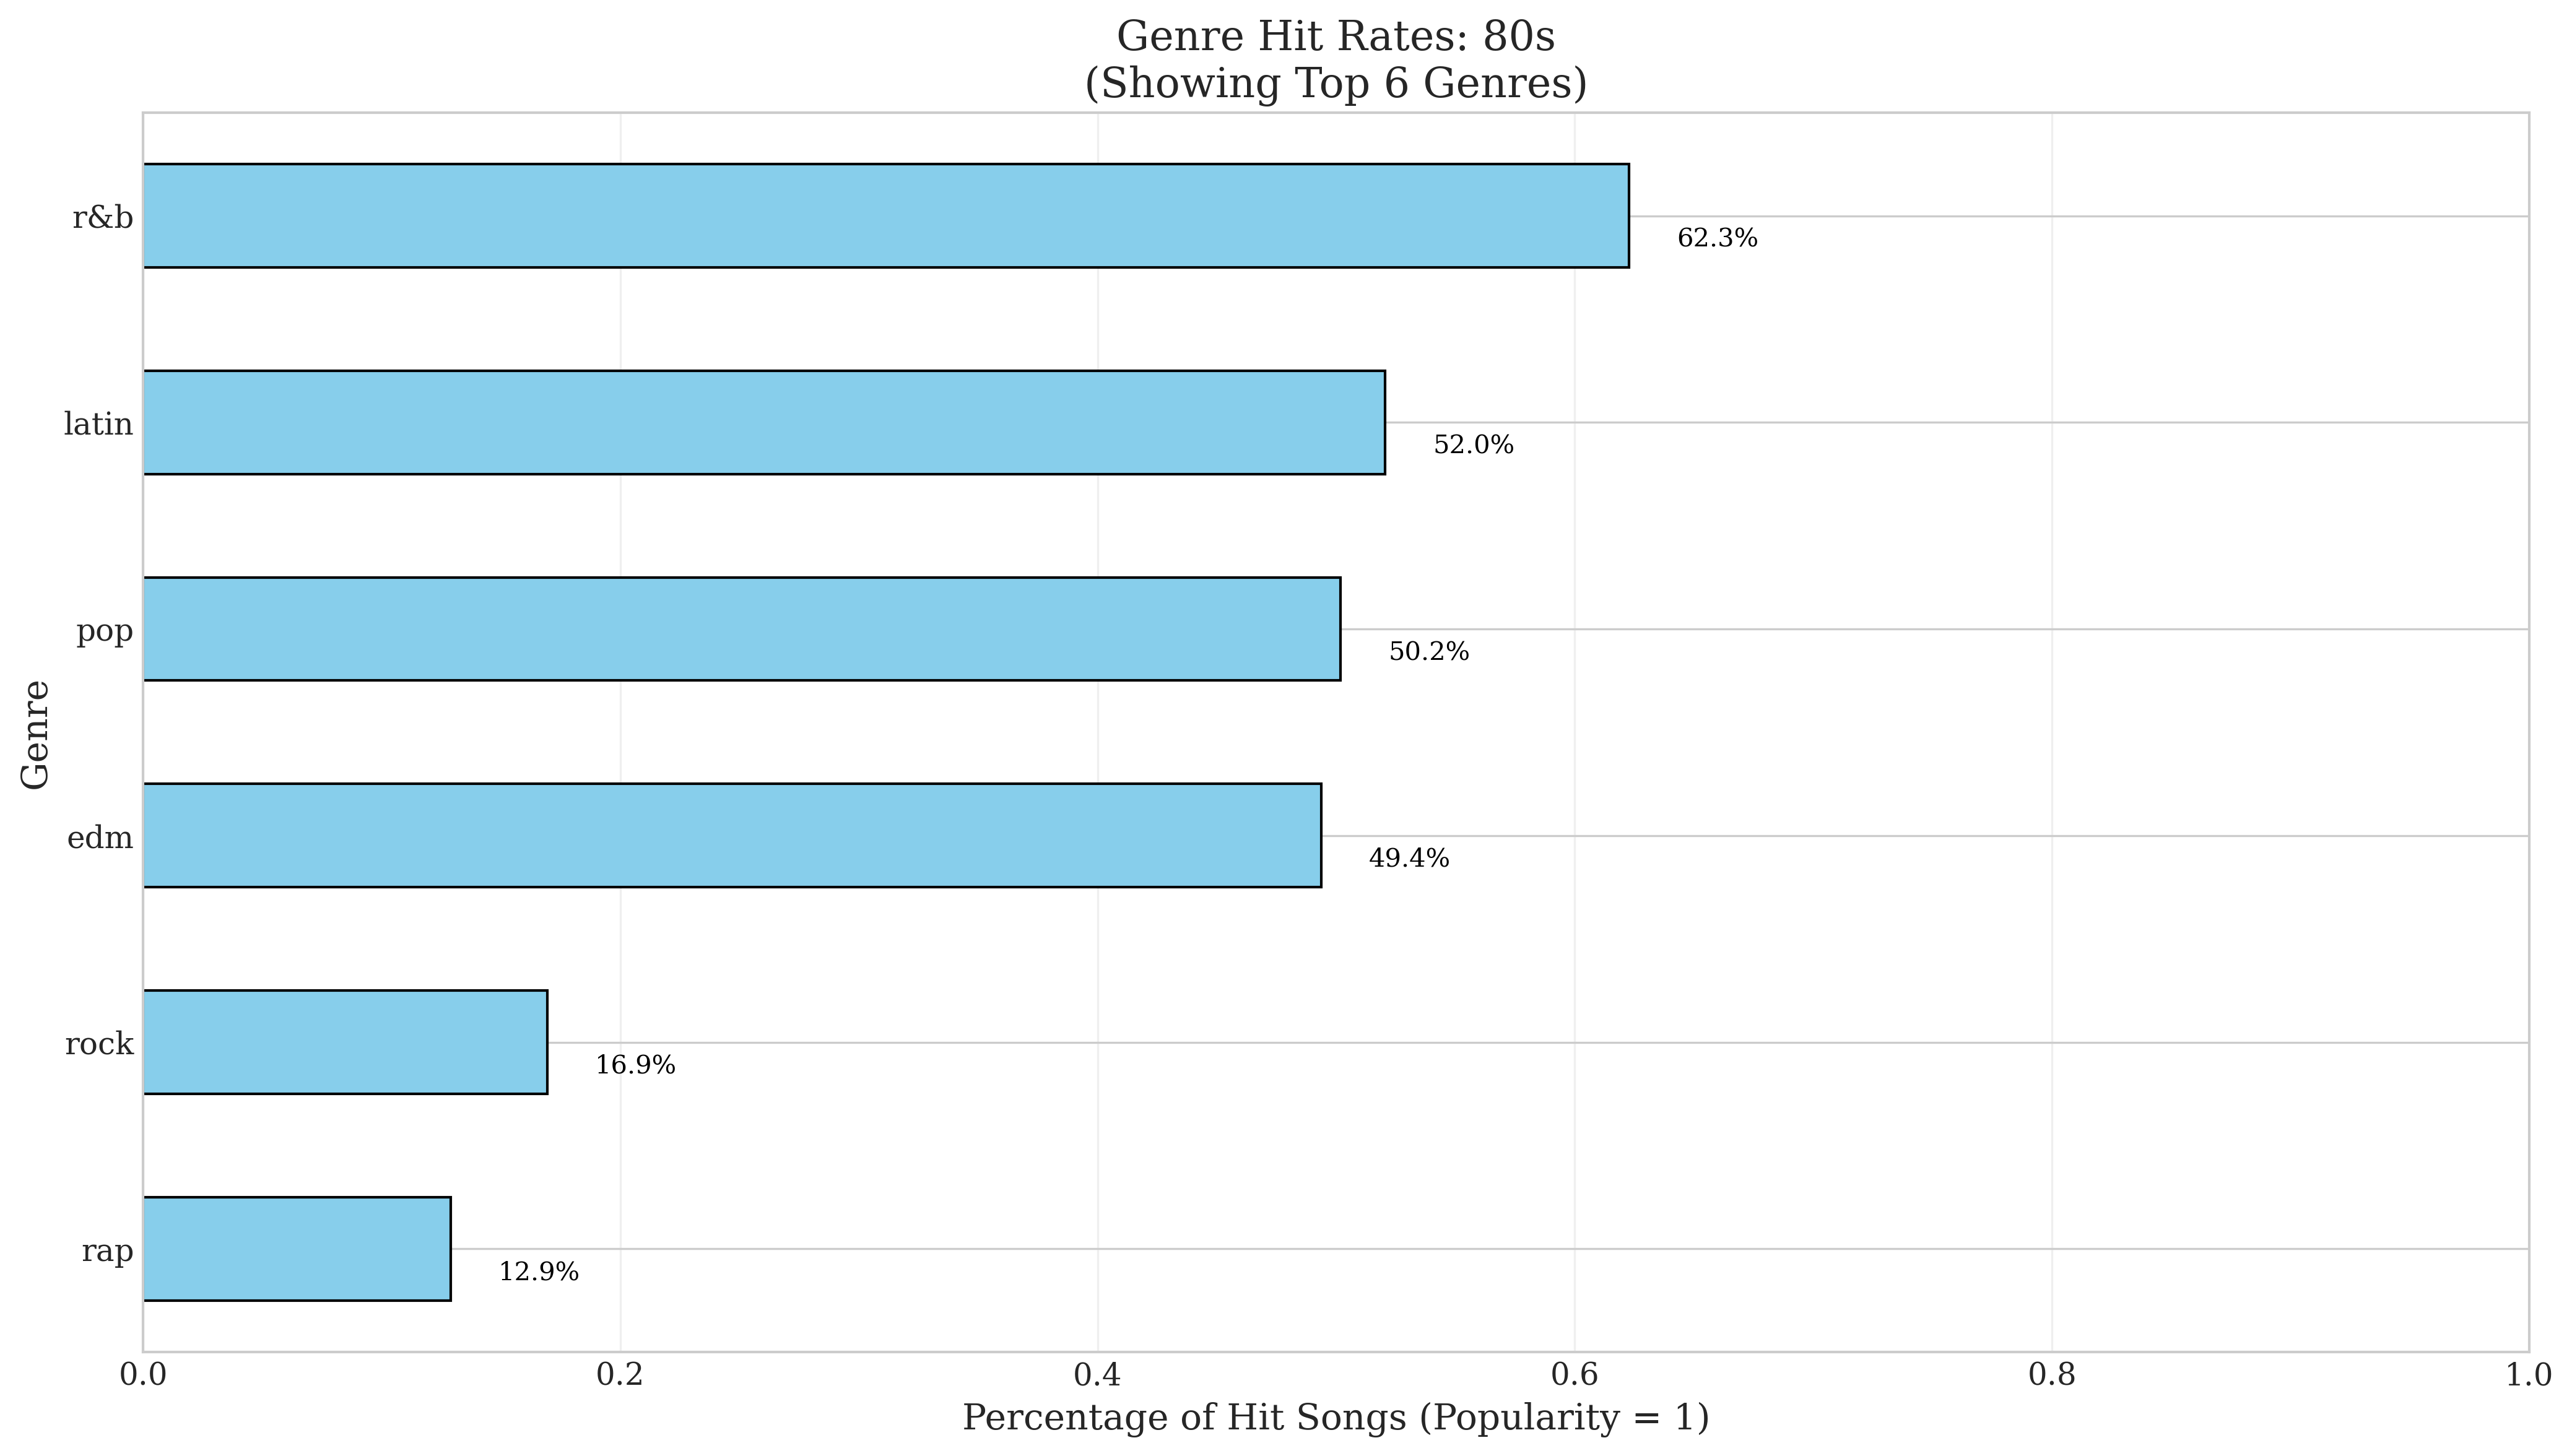 Genre Hit Rates: 80s
(Showing Top 6 Genres)
Genre
r&b
62.3%
latin
52.0%
pop
50.2%
edm
49.4%
rock
16.9%
rap
12.9%
0.0 0.2 0.4 0.6 0.8 1.0
Percentage of Hit Songs (Popularity = 1)